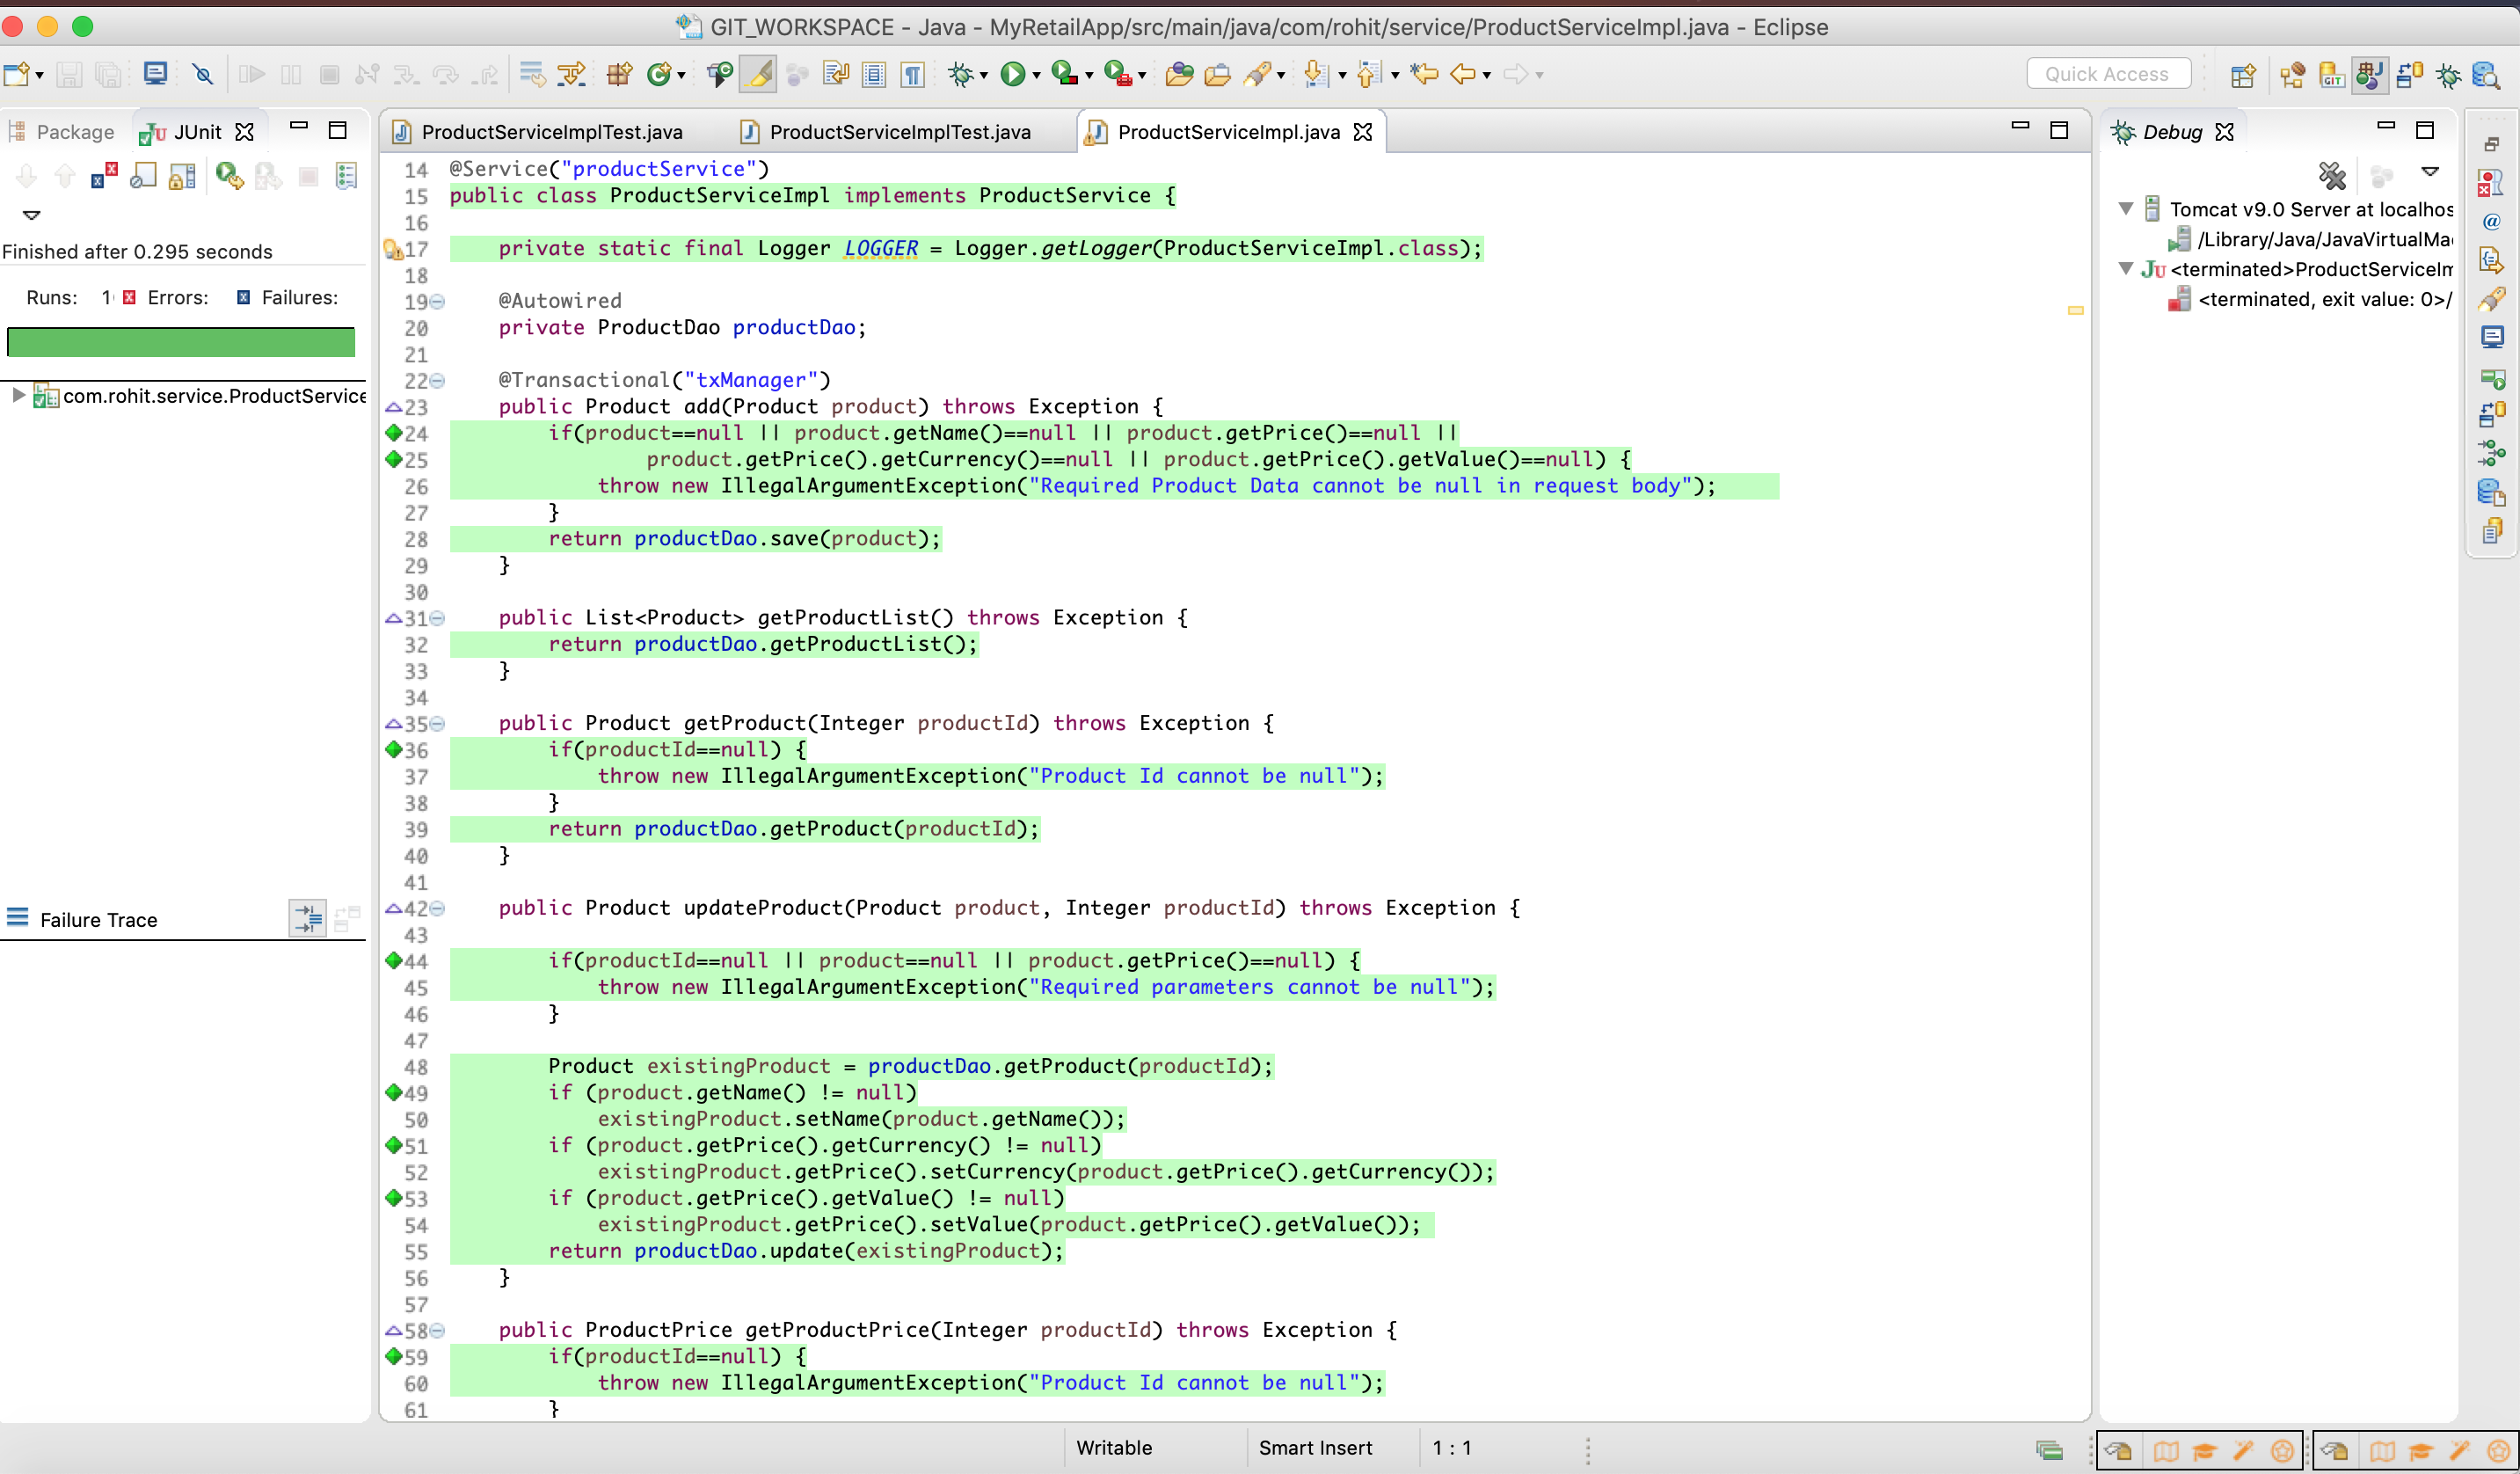 GIT_WORKSPACE - Java - MyRetailApp/src/main/java/com/rohit/service/ProductServiceImpl.java - Eclipse
Quick Access
Package
JUnit
ProductServiceImplTest.java
ProductServiceImplTest.java
ProductServiceImpl.java
Debug
Finished after 0.295 seconds
Runs: 1 Errors: Failures:
com.rohit.service.ProductService
Failure Trace
14 @Service("productService")
15 public class ProductServiceImpl implements ProductService {
16
17 private static final Logger LOGGER = Logger.getLogger(ProductServiceImpl.class);
18
19 @Autowired
20 private ProductDao productDao;
21
22 @Transactional("txManager")
23 public Product add(Product product) throws Exception {
24 if(product==null || product.getName()==null || product.getPrice()==null ||
25 product.getPrice().getCurrency()==null || product.getPrice().getValue()==null) {
26 throw new IllegalArgumentException("Required Product Data cannot be null in request body");
27 }
28 return productDao.save(product);
29 }
30
31 public List<Product> getProductList() throws Exception {
32 return productDao.getProductList();
33 }
34
35 public Product getProduct(Integer productId) throws Exception {
36 if(productId==null) {
37 throw new IllegalArgumentException("Product Id cannot be null");
38 }
39 return productDao.getProduct(productId);
40 }
41
42 public Product updateProduct(Product product, Integer productId) throws Exception {
43
44 if(productId==null || product==null || product.getPrice()==null) {
45 throw new IllegalArgumentException("Required parameters cannot be null");
46 }
47
48 Product existingProduct = productDao.getProduct(productId);
49 if (product.getName() != null)
50 existingProduct.setName(product.getName());
51 if (product.getPrice().getCurrency() != null)
52 existingProduct.getPrice().setCurrency(product.getPrice().getCurrency());
53 if (product.getPrice().getValue() != null)
54 existingProduct.getPrice().setValue(product.getPrice().getValue());
55 return productDao.update(existingProduct);
56 }
57
58 public ProductPrice getProductPrice(Integer productId) throws Exception {
59 if(productId==null) {
60 throw new IllegalArgumentException("Product Id cannot be null");
61 }
Tomcat v9.0 Server at localhos
/Library/Java/JavaVirtualMa
<terminated>ProductServiceIm
<terminated, exit value: 0>/
Writable
Smart Insert
1 : 1